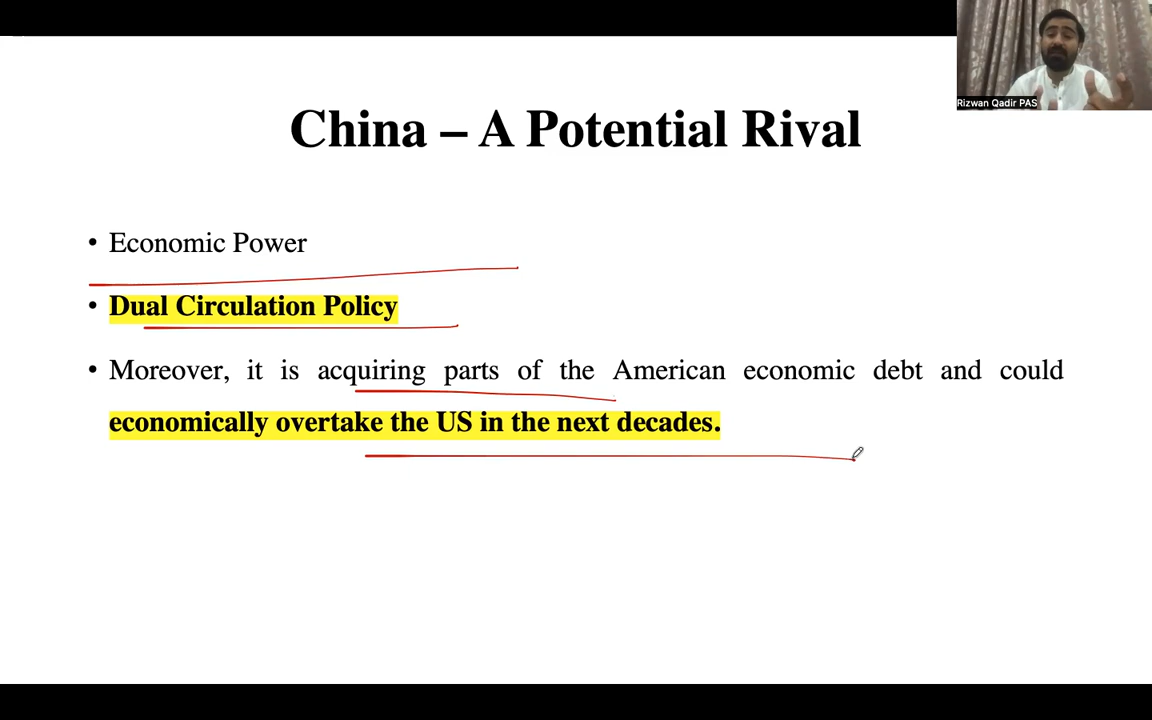 Rizwan Qadir PAS
China – A Potential Rival
• Economic Power
• Dual Circulation Policy
• Moreover, it is acquiring parts of the American economic debt and could
economically overtake the US in the next decades.